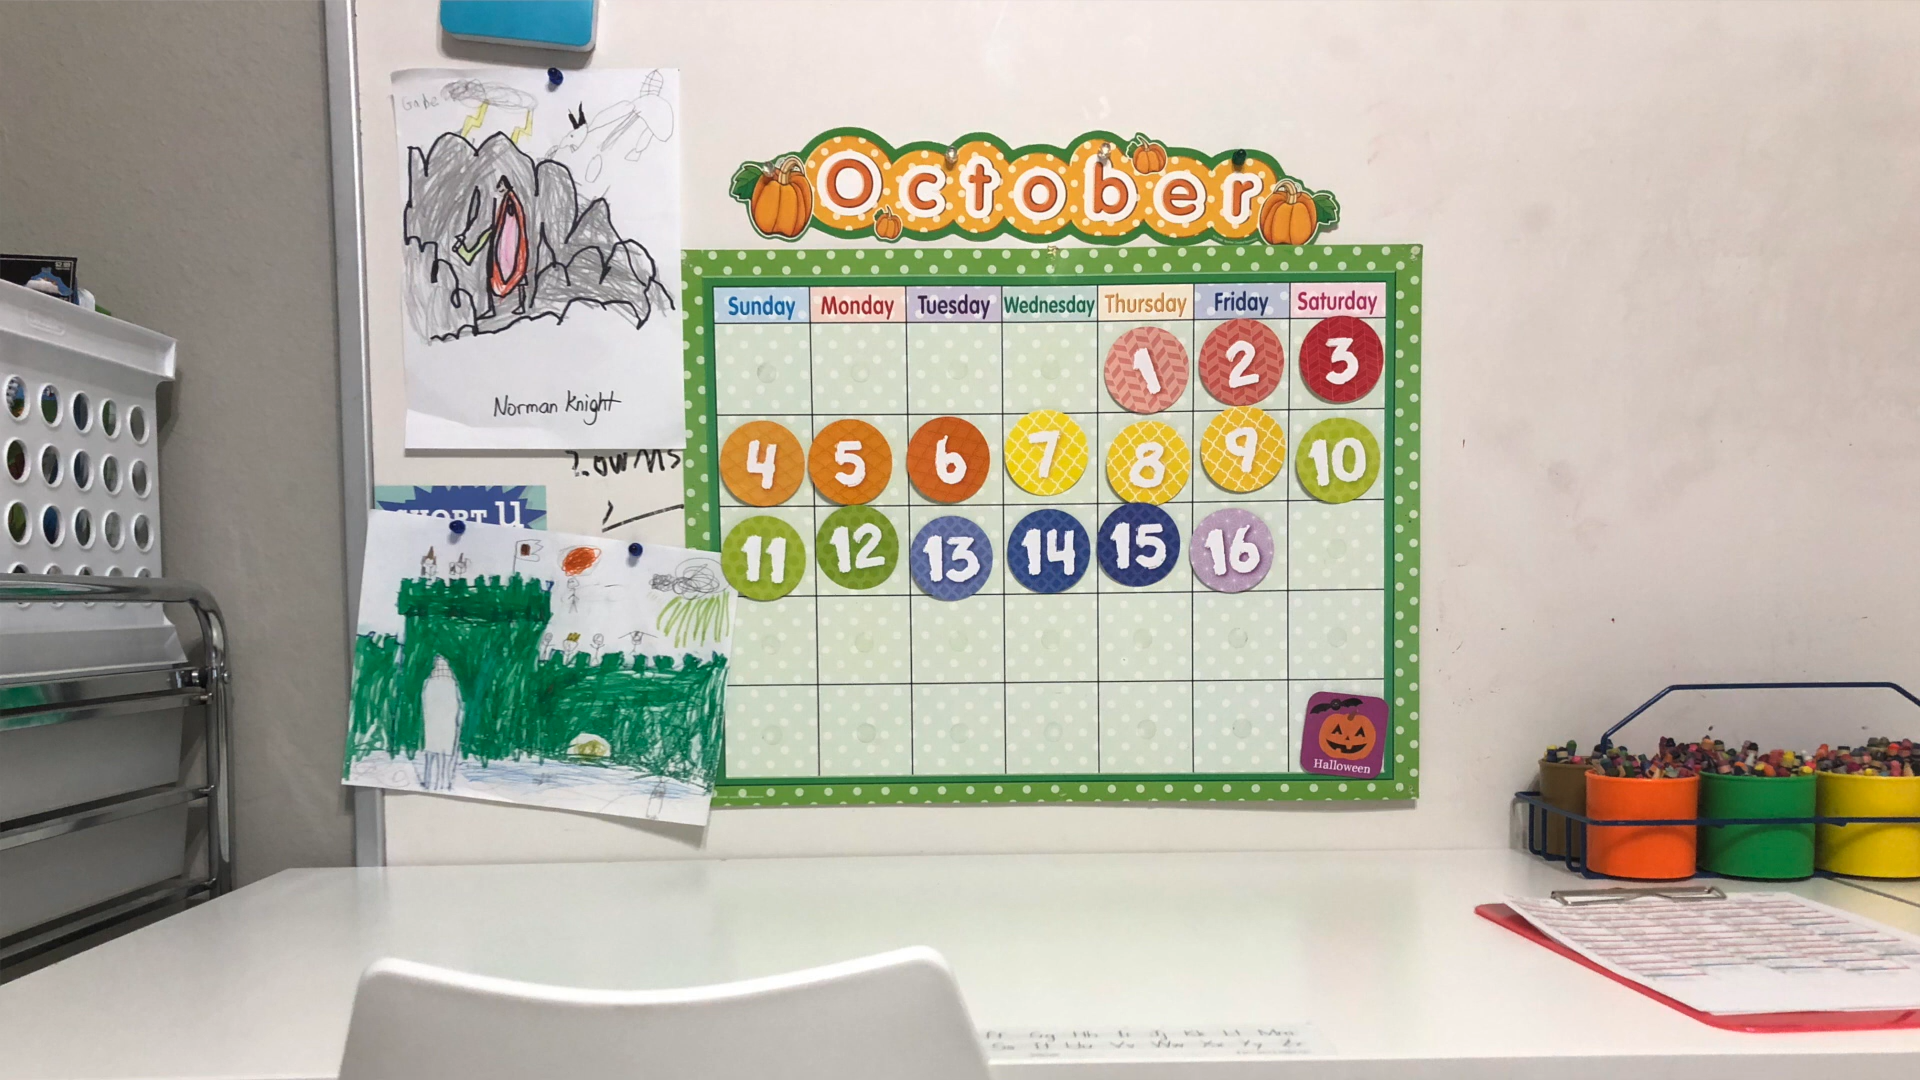 Gabe
October
Sunday Monday Tuesday Wednesday Thursday Friday Saturday
1 2 3
4 5 6 7 8 9 10
11 12 13 14 15 16
Halloween
Norman Knight
SHORT u